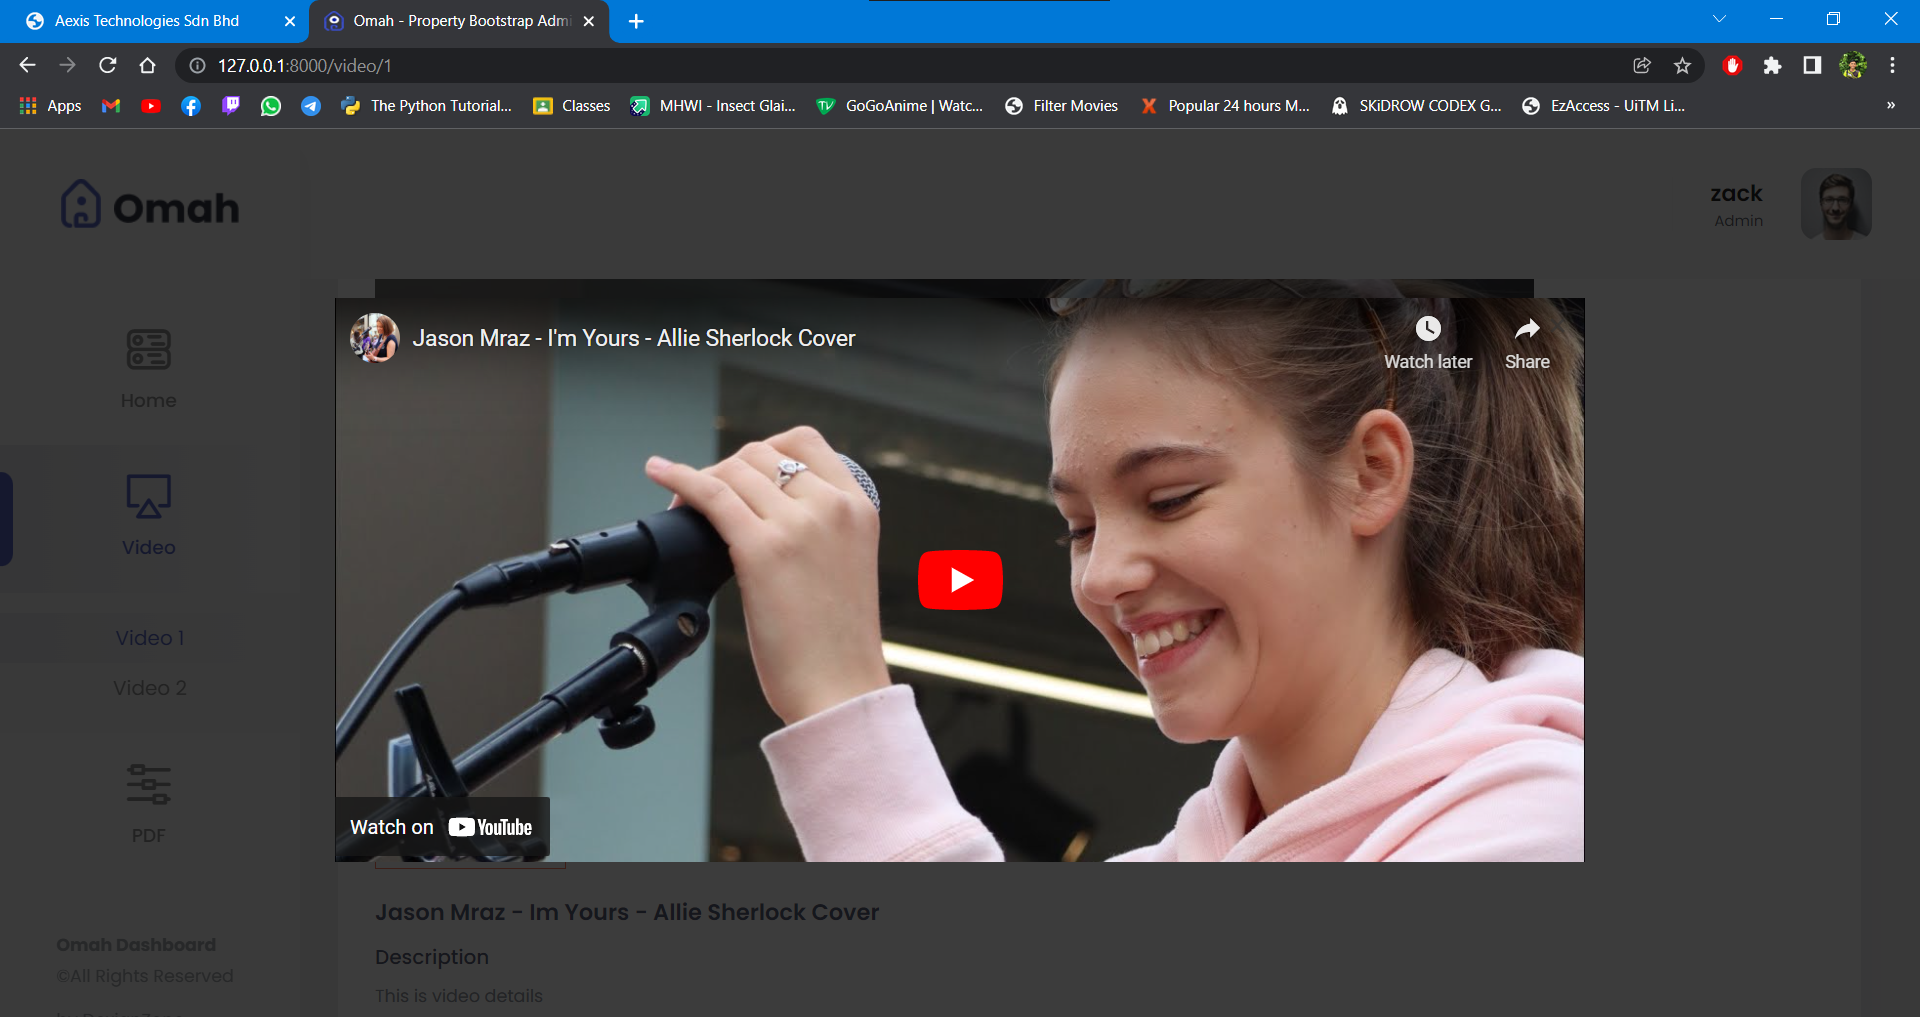 Aexis Technologies Sdn Bhd
Omah - Property Bootstrap Admi
127.0.0.1:8000/video/1
Apps
The Python Tutorial...
Classes
MHWI - Insect Glai...
GoGoAnime | Watc...
Filter Movies
Popular 24 hours M...
SKiDROW CODEX G...
EzAccess - UiTM Li...
»
Omah
zack
Admin
Home
Video
Video 1
Video 2
PDF
Jason Mraz - I'm Yours - Allie Sherlock Cover
Watch later
Share
Watch on YouTube
Jason Mraz - Im Yours - Allie Sherlock Cover
Description
This is video details
Omah Dashboard
©All Rights Reserved